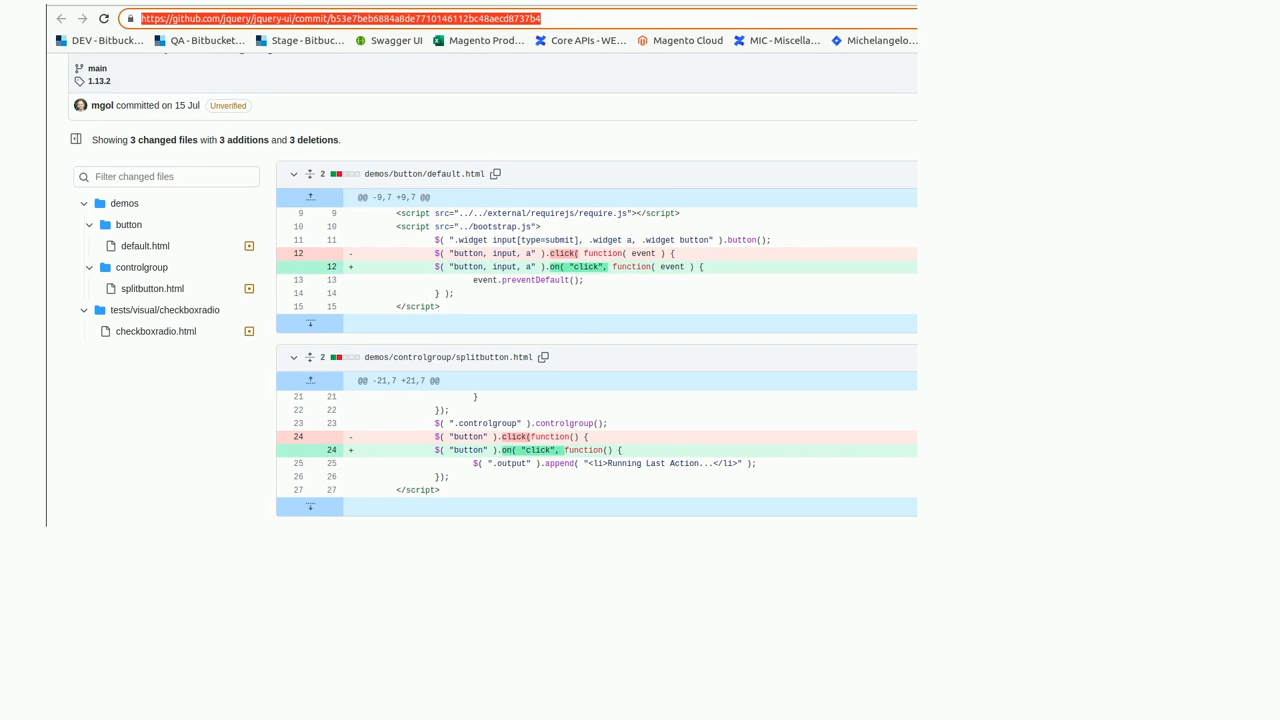 https://github.com/jquery/jquery-ui/commit/b53e7beb6884a8de7710146112bc48aecd8737b4
DEV - Bitbuck... QA - Bitbucket... Stage - Bitbuc... Swagger UI Magento Prod... Core APIs - WE... Magento Cloud MIC - Miscella... Michelangelo...
main
1.13.2
mgol committed on 15 Jul Unverified
Showing 3 changed files with 3 additions and 3 deletions.
Filter changed files
demos
button
default.html
controlgroup
splitbutton.html
tests/visual/checkboxradio
checkboxradio.html
2 demos/button/default.html
@@ -9,7 +9,7 @@
9 9 <script src="../../external/requirejs/require.js"></script>
10 10 <script src="../bootstrap.js">
11 11 $( ".widget input[type=submit], .widget a, .widget button" ).button();
12 - $( "button, input, a" ).click( function( event ) {
12 + $( "button, input, a" ).on( "click", function( event ) {
13 13 event.preventDefault();
14 14 } );
15 15 </script>
2 demos/controlgroup/splitbutton.html
@@ -21,7 +21,7 @@
21 21 }
22 22 });
23 23 $( ".controlgroup" ).controlgroup();
24 - $( "button" ).click(function() {
24 + $( "button" ).on( "click", function() {
25 25 $( ".output" ).append( "<li>Running Last Action...</li>" );
26 26 });
27 27 </script>